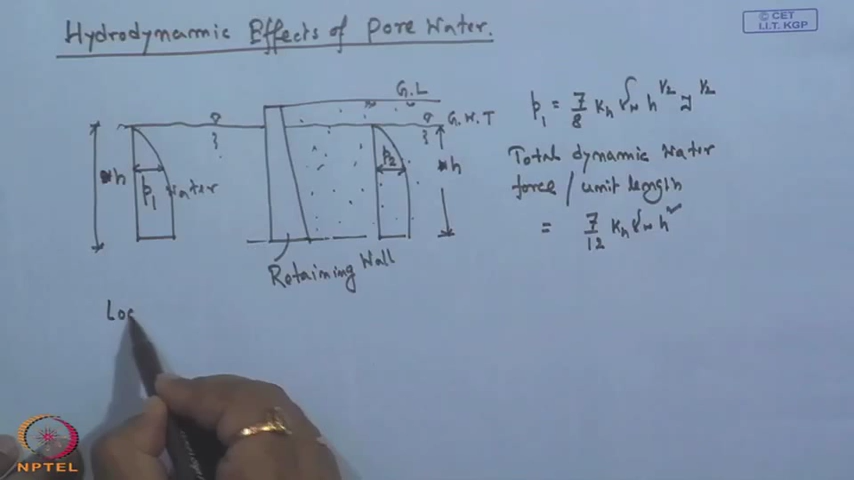 Hydrodynamic Effects of Pore Water.
© CET
I.I.T. KGP
G.L
G.W.T
h
p₁
water
p₂
h
Retaining Wall
p₁ = 7/8 kₕ γw h^1/2 z^1/2
Total dynamic water
force / unit length
= 7/12 kₕ γw h²
Loc
NPTEL